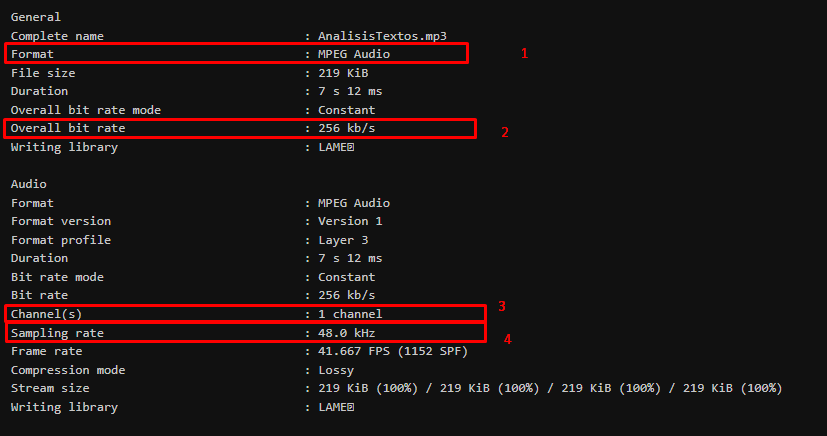 General
Complete name : AnalisisTextos.mp3
Format : MPEG Audio 1
File size : 219 KiB
Duration : 7 s 12 ms
Overall bit rate mode : Constant
Overall bit rate : 256 kb/s 2
Writing library : LAME

Audio
Format : MPEG Audio
Format version : Version 1
Format profile : Layer 3
Duration : 7 s 12 ms
Bit rate mode : Constant
Bit rate : 256 kb/s
Channel(s) : 1 channel 3
Sampling rate : 48.0 kHz 4
Frame rate : 41.667 FPS (1152 SPF)
Compression mode : Lossy
Stream size : 219 KiB (100%) / 219 KiB (100%) / 219 KiB (100%) / 219 KiB (100%)
Writing library : LAME